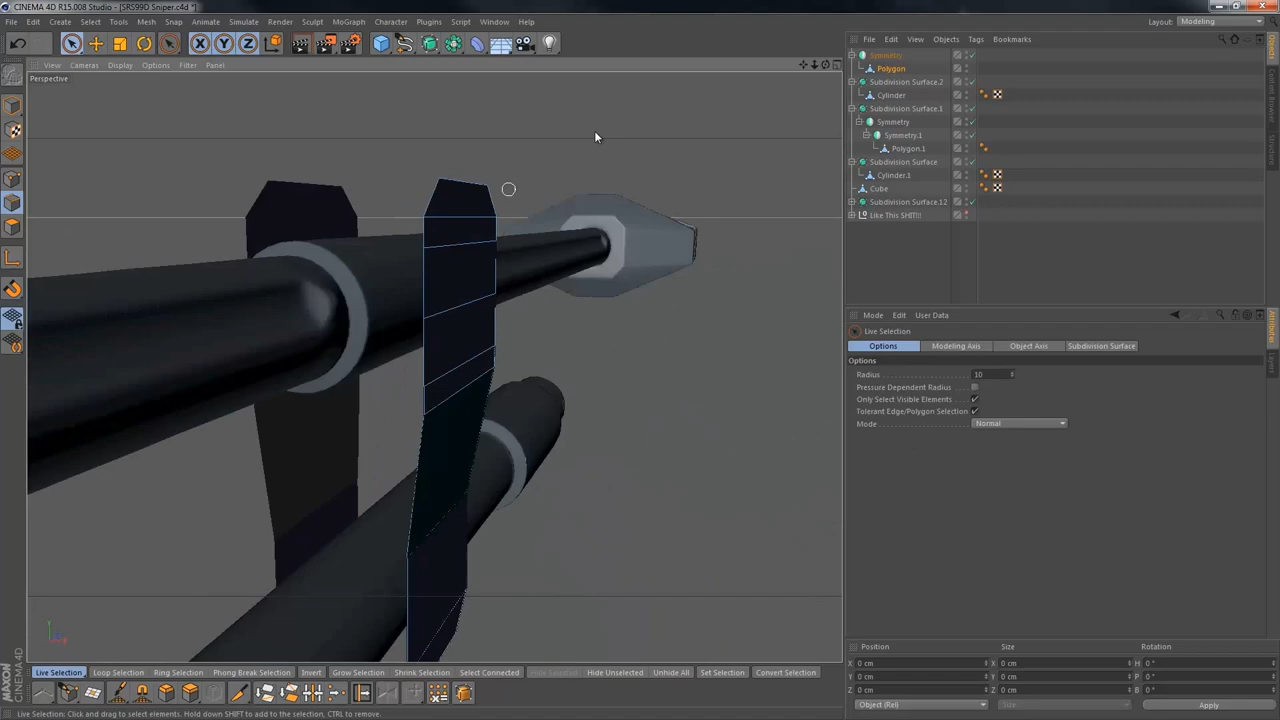 CINEMA 4D R15.008 Studio - [SRS99D Sniper.c4d *]
File Edit Create Select Tools Mesh Snap Animate Simulate Render Sculpt MoGraph Character Plugins Script Window Help
Layout: Modeling
View Cameras Display Options Filter Panel
Perspective
File Edit View Objects Tags Bookmarks
Symmetry
Polygon
Subdivision Surface.2
Cylinder
Subdivision Surface.1
Symmetry
Symmetry.1
Polygon.1
Subdivision Surface
Cylinder.1
Cube
Subdivision Surface.12
Like This SHIT!!!
Objects
Content Browser
Structure
Mode Edit User Data
Live Selection
Options Modeling Axis Object Axis Subdivision Surface
Options
Radius 10
Pressure Dependent Radius
Only Select Visible Elements
Tolerant Edge/Polygon Selection
Mode Normal
Attributes
Layers
Y
X
Position Size Rotation
X 0 cm X 0 cm H 0 °
Y 0 cm Y 0 cm P 0 °
Z 0 cm Z 0 cm B 0 °
Object (Rel) Size Apply
Live Selection Loop Selection Ring Selection Phong Break Selection Invert Grow Selection Shrink Selection Select Connected Hide Selected Hide Unselected Unhide All Set Selection Convert Selection
MAXON CINEMA 4D
Live Selection: Click and drag to select elements. Hold down SHIFT to add to the selection, CTRL to remove.